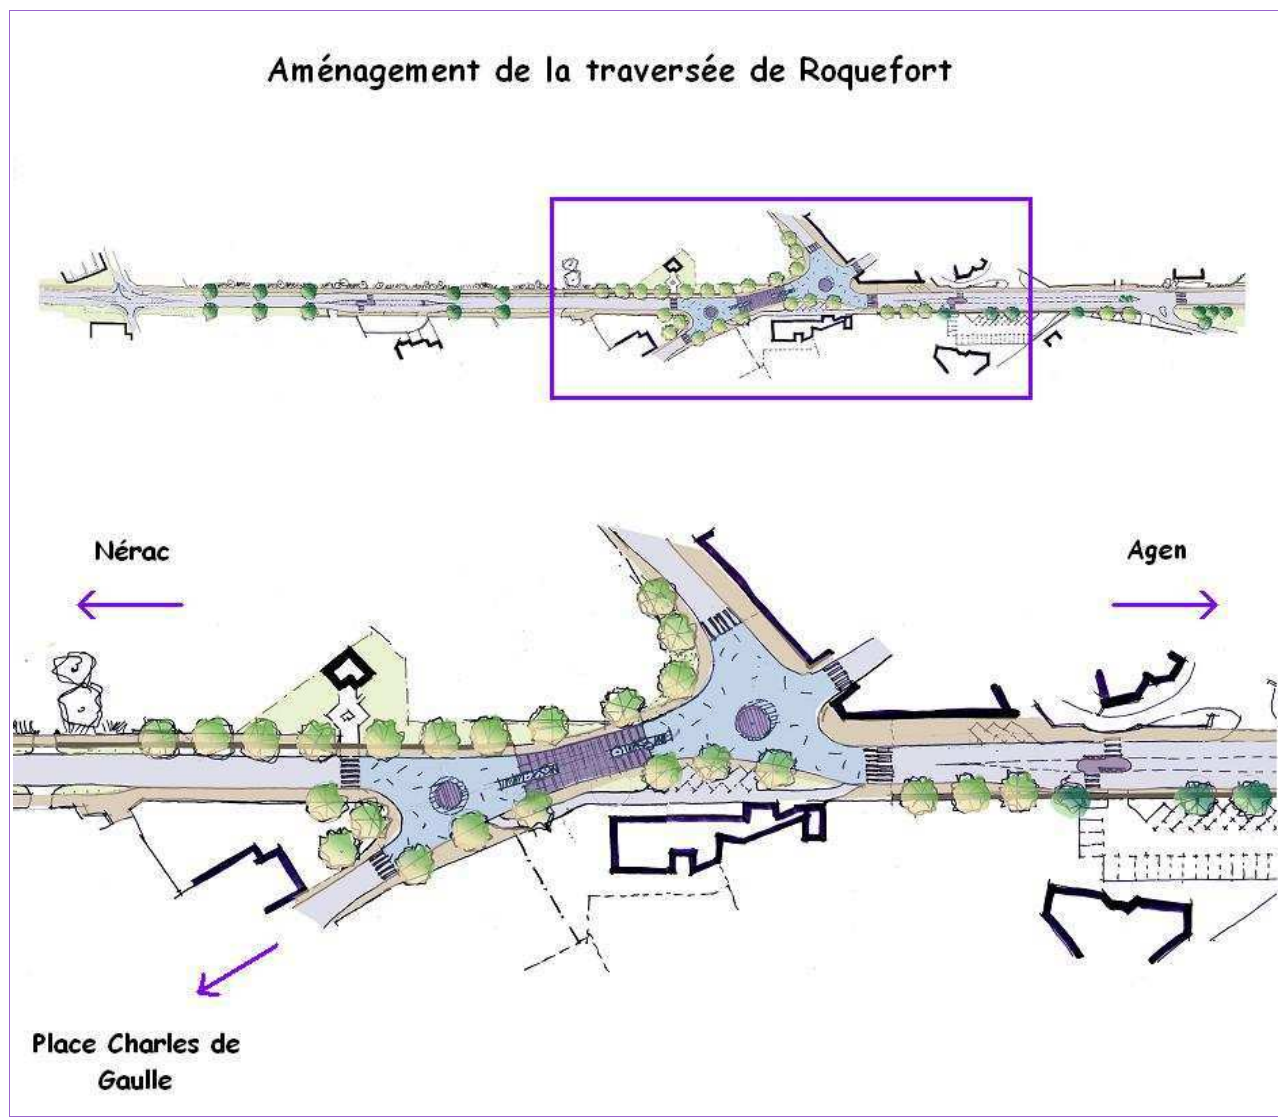 Aménagement de la traversée de Roquefort
Nérac
Agen
Place Charles de
Gaulle